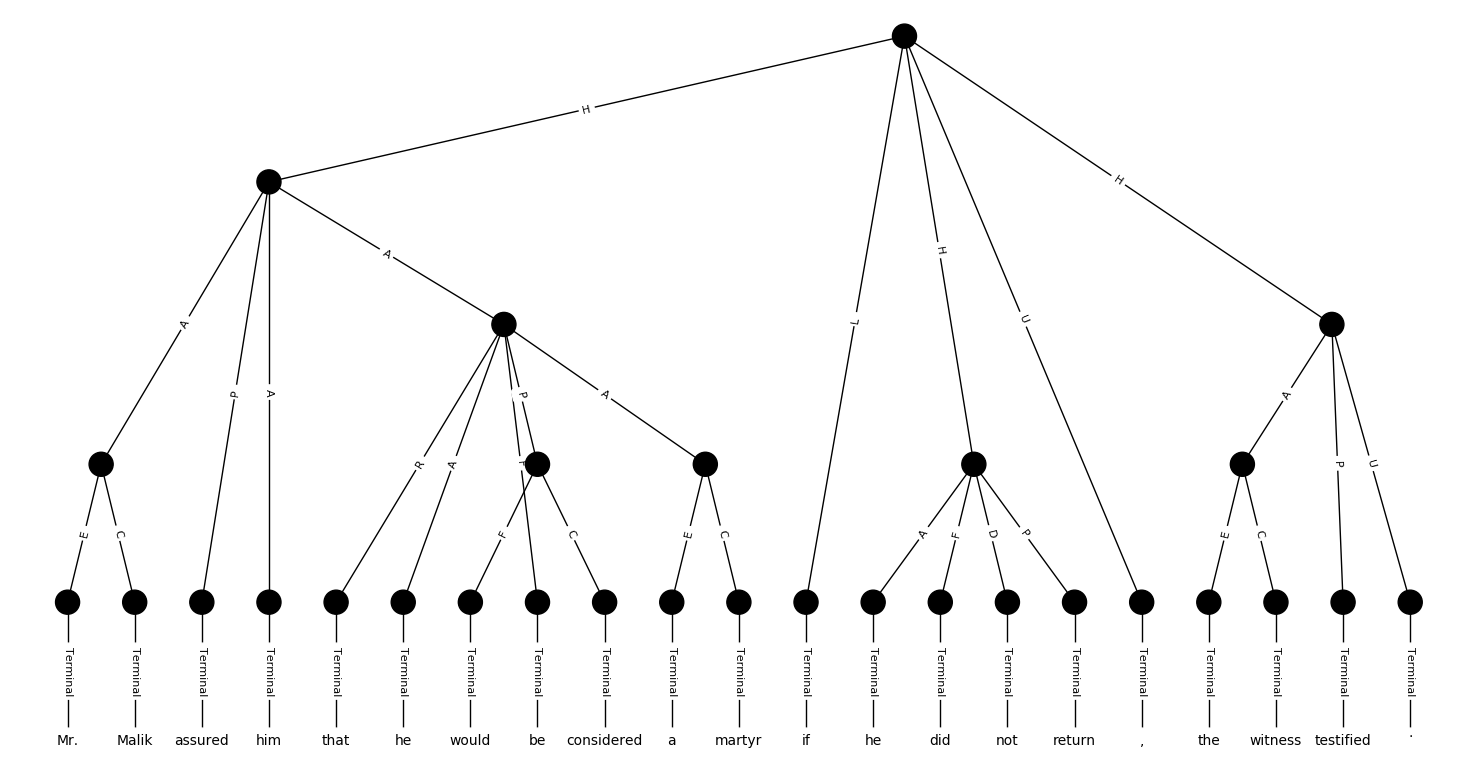 H
A
H
H
A
L
U
P
A
P
A
A
R
A
F
P
A
U
E
C
F
C
E
C
A
F
D
P
E
C
Terminal Terminal Terminal Terminal Terminal Terminal Terminal Terminal Terminal Terminal Terminal Terminal Terminal Terminal Terminal Terminal Terminal Terminal Terminal Terminal Terminal
Mr. Malik assured him that he would be considered a martyr if he did not return , the witness testified .